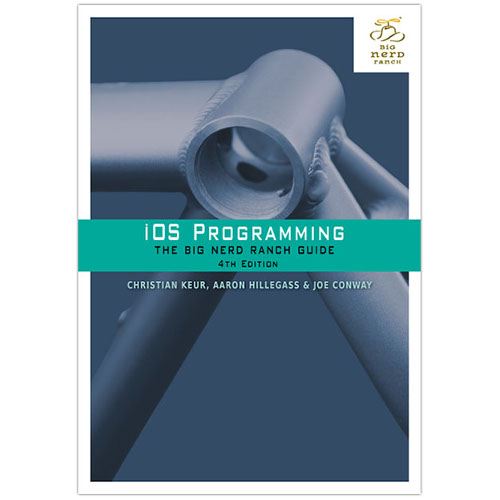 BIG
NERD
RANCH
iOS PROGRAMMING
THE BIG NERD RANCH GUIDE
4TH EDITION
CHRISTIAN KEUR, AARON HILLEGASS & JOE CONWAY